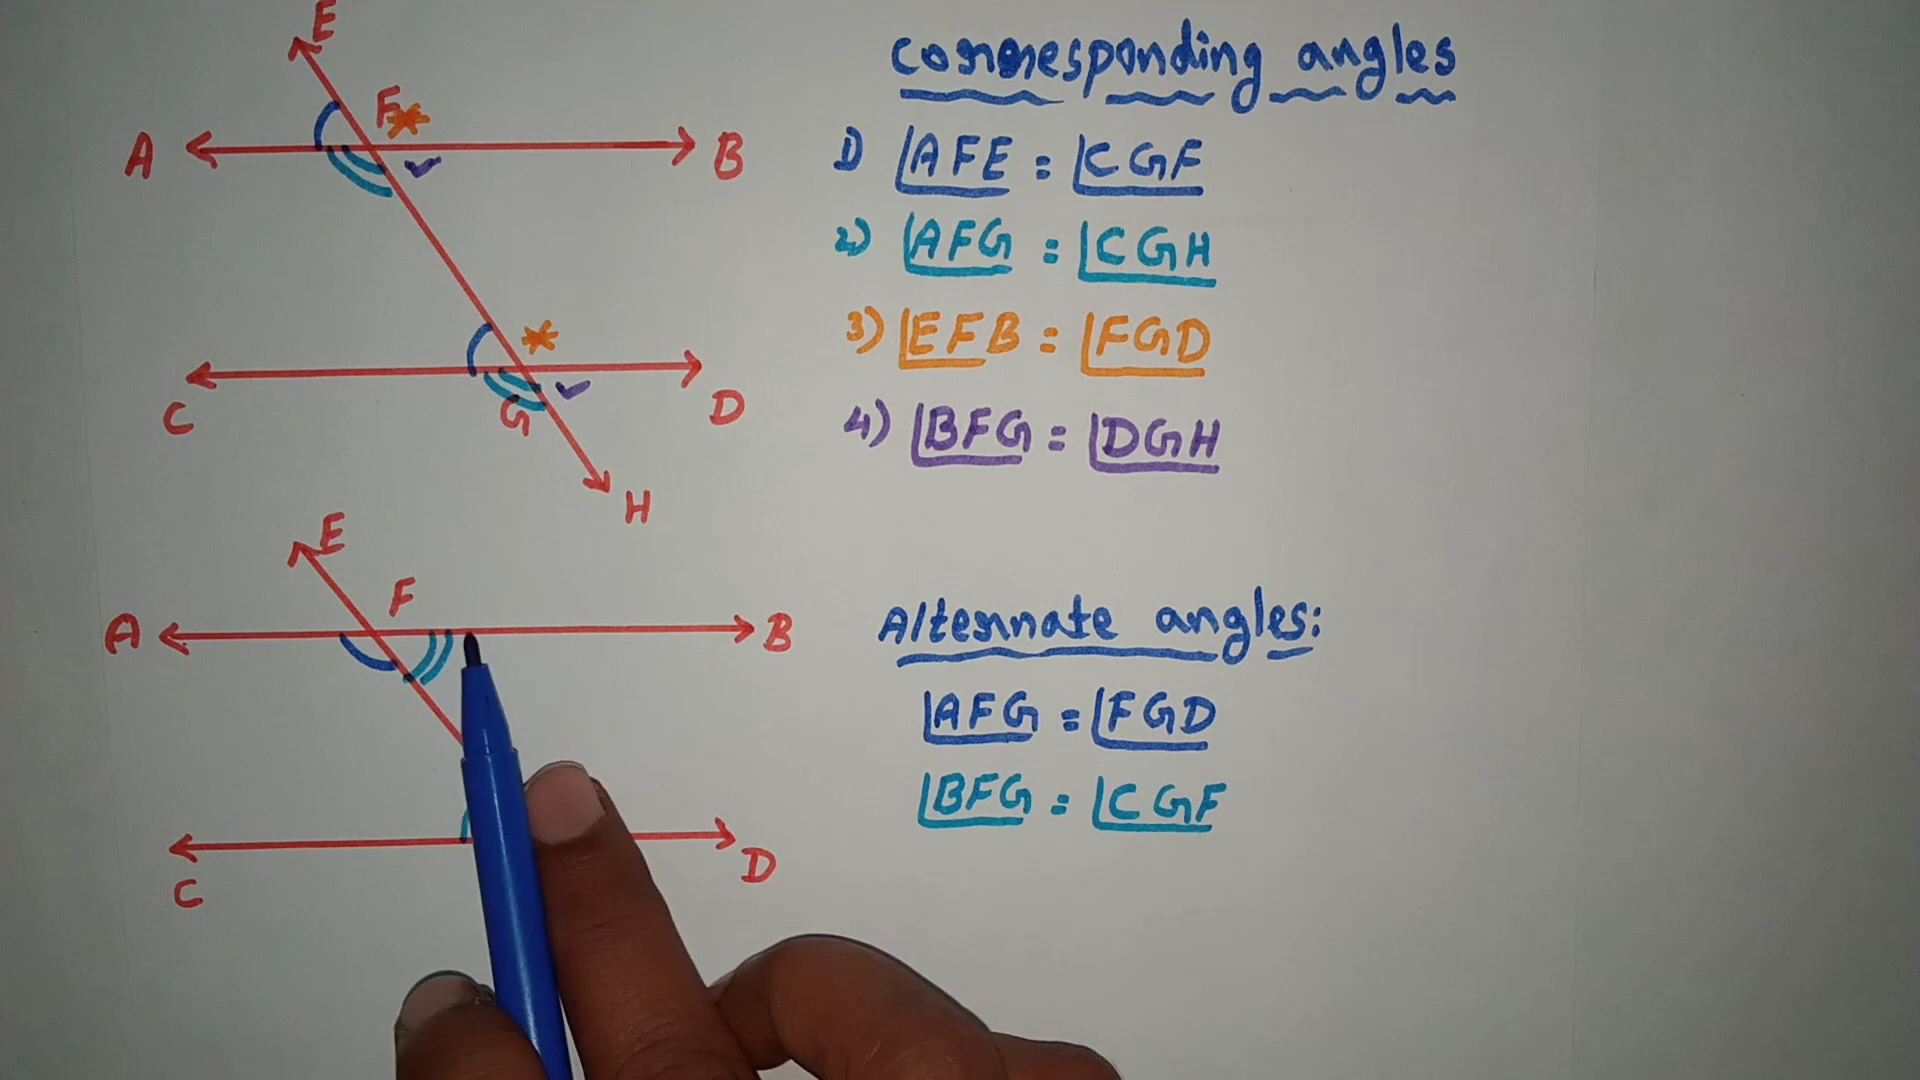 E
F
A
B
C
G
D
H
Corresponding angles
1) ∠AFE = ∠CGF
2) ∠AFG = ∠CGH
3) ∠EFB = ∠FGD
4) ∠BFG = ∠DGH
E
F
A
B
C
D
Alternate angles:
∠AFG = ∠FGD
∠BFG = ∠CGF